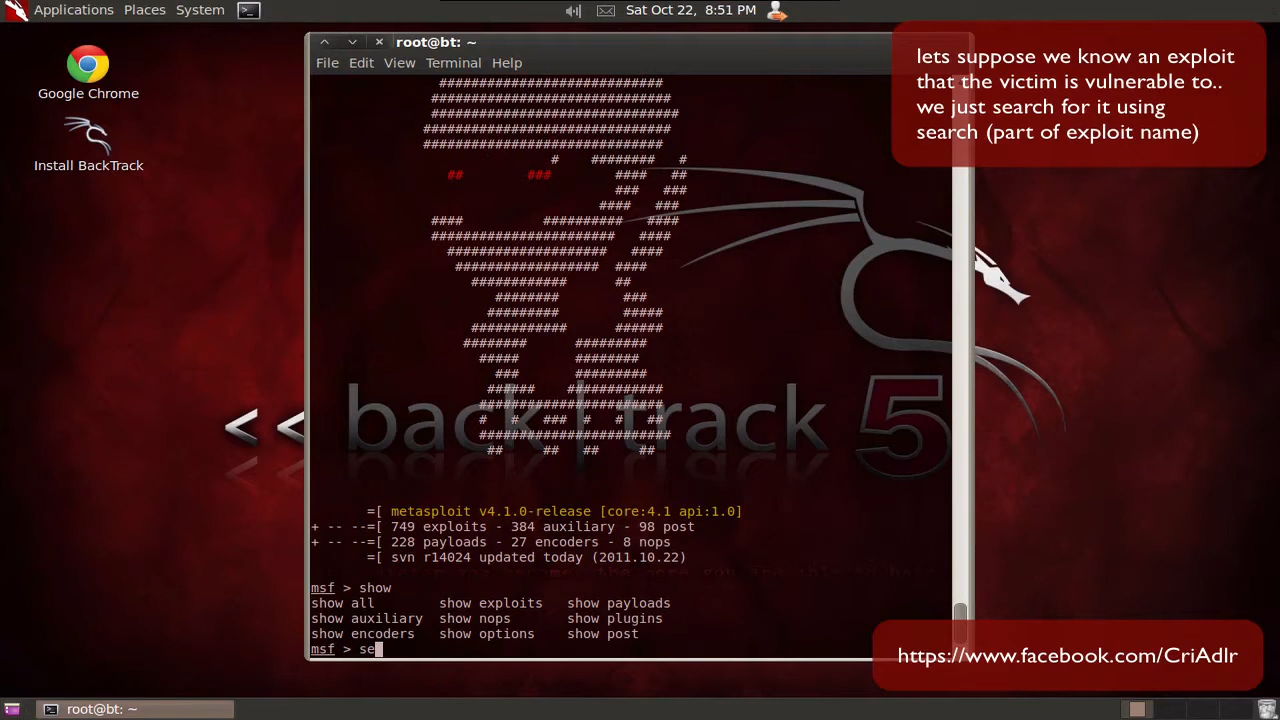 Applications Places System
Sat Oct 22, 8:51 PM
root@bt: ~
File Edit View Terminal Help
lets suppose we know an exploit
that the victim is vulnerable to..
we just search for it using
search (part of exploit name)
Google Chrome
Install BackTrack
###########################
##############################
###############################
###############################
##############################
# ######## #
## ### #### ##
### ###
#### ###
#### ########## ####
####################### ####
#################### ####
################## ####
############ ##
######## ###
######### #####
############ ######
######## #########
##### ########
### #########
###### ############
#######################
# # ### # # ##
########################
## ## ## ##
<< back | track 5
=[ metasploit v4.1.0-release [core:4.1 api:1.0]
+ -- --=[ 749 exploits - 384 auxiliary - 98 post
+ -- --=[ 228 payloads - 27 encoders - 8 nops
=[ svn r14024 updated today (2011.10.22)
msf > show
show all show exploits show payloads
show auxiliary show nops show plugins
show encoders show options show post
msf > se
https://www.facebook.com/CriAdlr
root@bt: ~